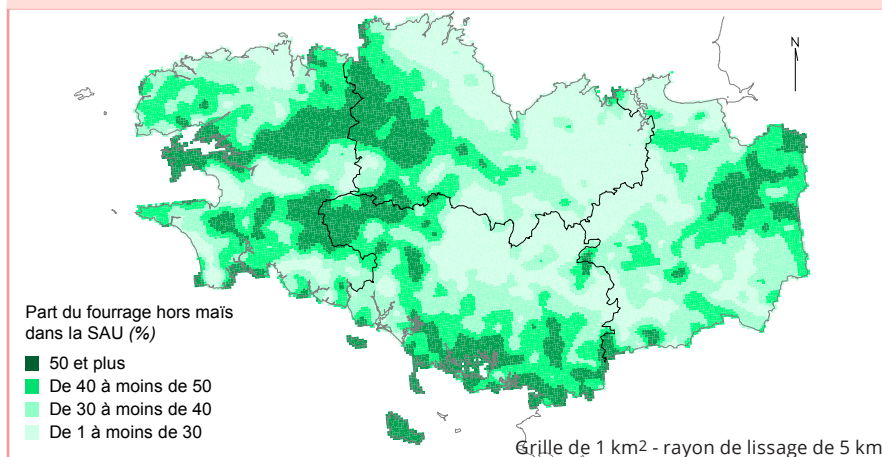 N
Part du fourrage hors maïs
dans la SAU (%)
50 et plus
De 40 à moins de 50
De 30 à moins de 40
De 1 à moins de 30
Grille de 1 km² - rayon de lissage de 5 km